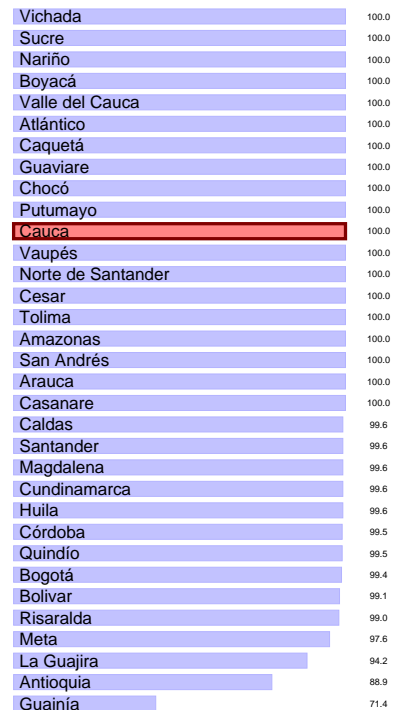 Vichada 100.0
Sucre 100.0
Nariño 100.0
Boyacá 100.0
Valle del Cauca 100.0
Atlántico 100.0
Caquetá 100.0
Guaviare 100.0
Chocó 100.0
Putumayo 100.0
Cauca 100.0
Vaupés 100.0
Norte de Santander 100.0
Cesar 100.0
Tolima 100.0
Amazonas 100.0
San Andrés 100.0
Arauca 100.0
Casanare 100.0
Caldas 99.6
Santander 99.6
Magdalena 99.6
Cundinamarca 99.6
Huila 99.6
Córdoba 99.5
Quindío 99.5
Bogotá 99.4
Bolivar 99.1
Risaralda 99.0
Meta 97.6
La Guajira 94.2
Antioquia 88.9
Guainía 71.4